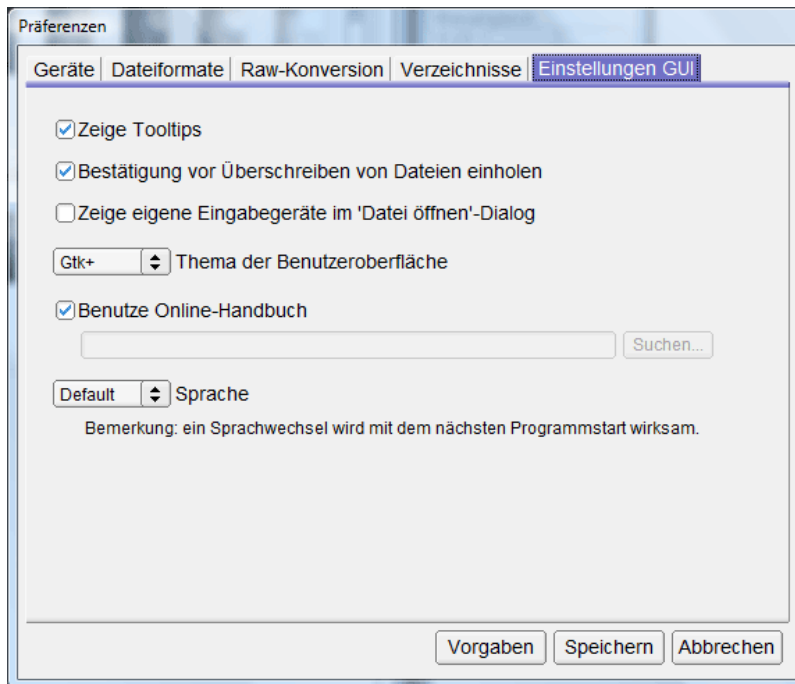 Präferenzen
Geräte Dateiformate Raw-Konversion Verzeichnisse Einstellungen GUI
Zeige Tooltips
Bestätigung vor Überschreiben von Dateien einholen
Zeige eigene Eingabegeräte im 'Datei öffnen'-Dialog
Gtk+ Thema der Benutzeroberfläche
Benutze Online-Handbuch
Suchen...
Default Sprache
Bemerkung: ein Sprachwechsel wird mit dem nächsten Programmstart wirksam.
Vorgaben Speichern Abbrechen